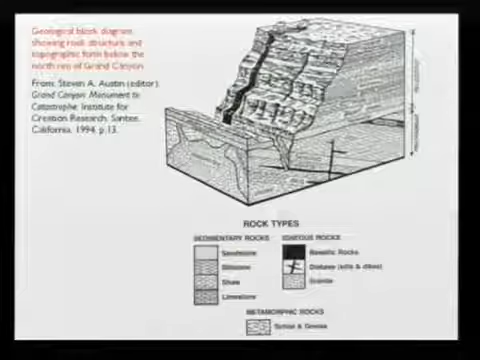 Geological block diagram
showing rock structure and
topographic form below the
north rim of Grand Canyon
From: Steven A. Austin (editor)
Grand Canyon: Monument to
Catastrophe. Institute for
Creation Research, Santee,
California, 1994, p.13.
ROCK TYPES
SEDIMENTARY ROCKS
IGNEOUS ROCKS
Sandstone
Basaltic Rocks
Siltstone
Diabase (sills & dikes)
Shale
Granite
Limestone
METAMORPHIC ROCKS
Schist & Gneiss